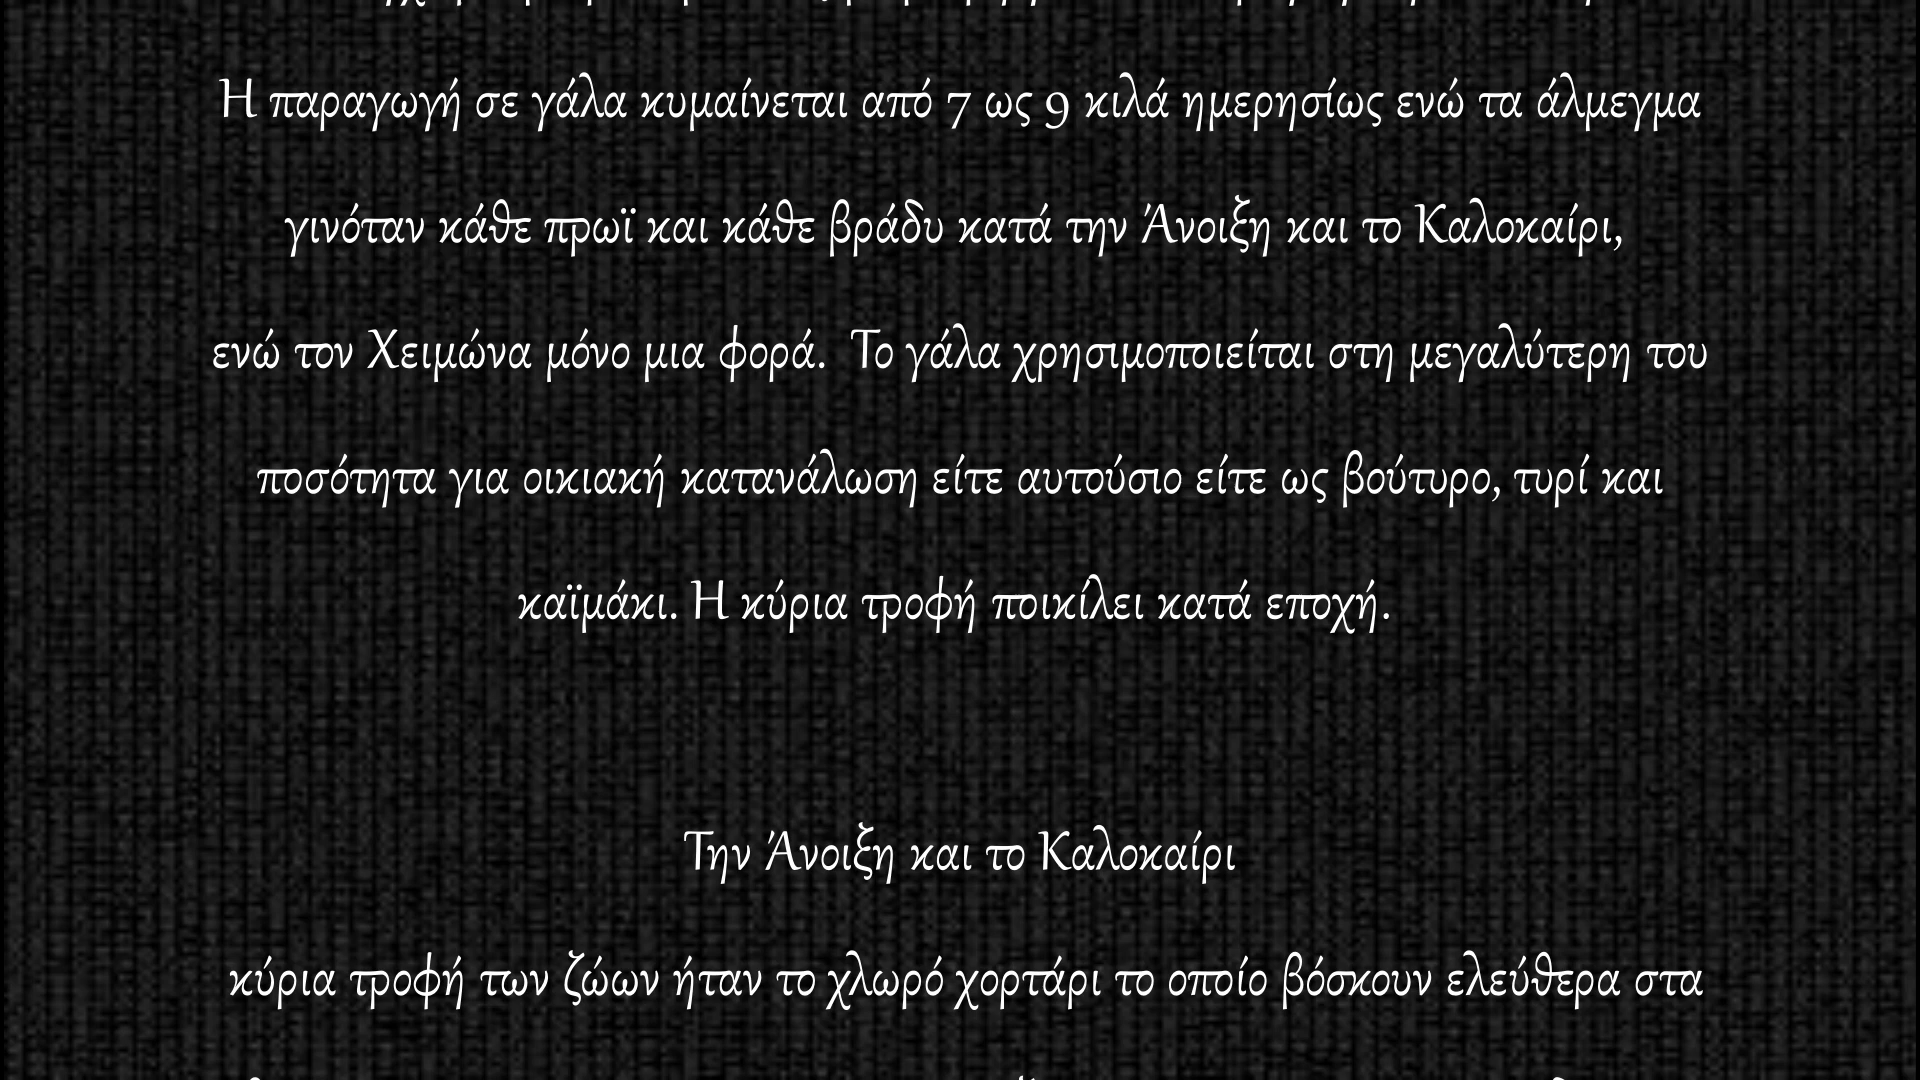 Η παραγωγή σε γάλα κυμαίνεται από 7 ως 9 κιλά ημερησίως ενώ τα άλμεγμα
γινόταν κάθε πρωϊ και κάθε βράδυ κατά την Άνοιξη και το Καλοκαίρι,
ενώ τον Χειμώνα μόνο μια φορά. Το γάλα χρησιμοποιείται στη μεγαλύτερη του
ποσότητα για οικιακή κατανάλωση είτε αυτούσιο είτε ως βούτυρο, τυρί και
καϊμάκι. Η κύρια τροφή ποικίλει κατά εποχή.
Την Άνοιξη και το Καλοκαίρι
κύρια τροφή των ζώων ήταν το χλωρό χορτάρι το οποίο βόσκουν ελεύθερα στα